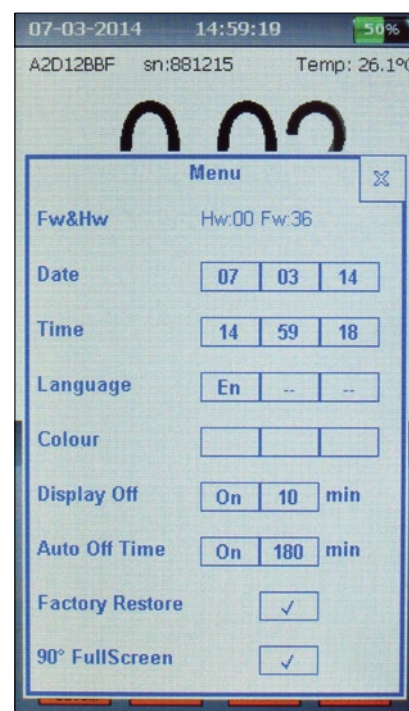 07-03-2014 14:59:19 50%
A2D12BBF sn:881215 Temp: 26.1º
Menu
Fw&Hw Hw:00 Fw:36
Date 07 03 14
Time 14 59 18
Language En -- --
Colour
Display Off On 10 min
Auto Off Time On 180 min
Factory Restore ✓
90° FullScreen ✓